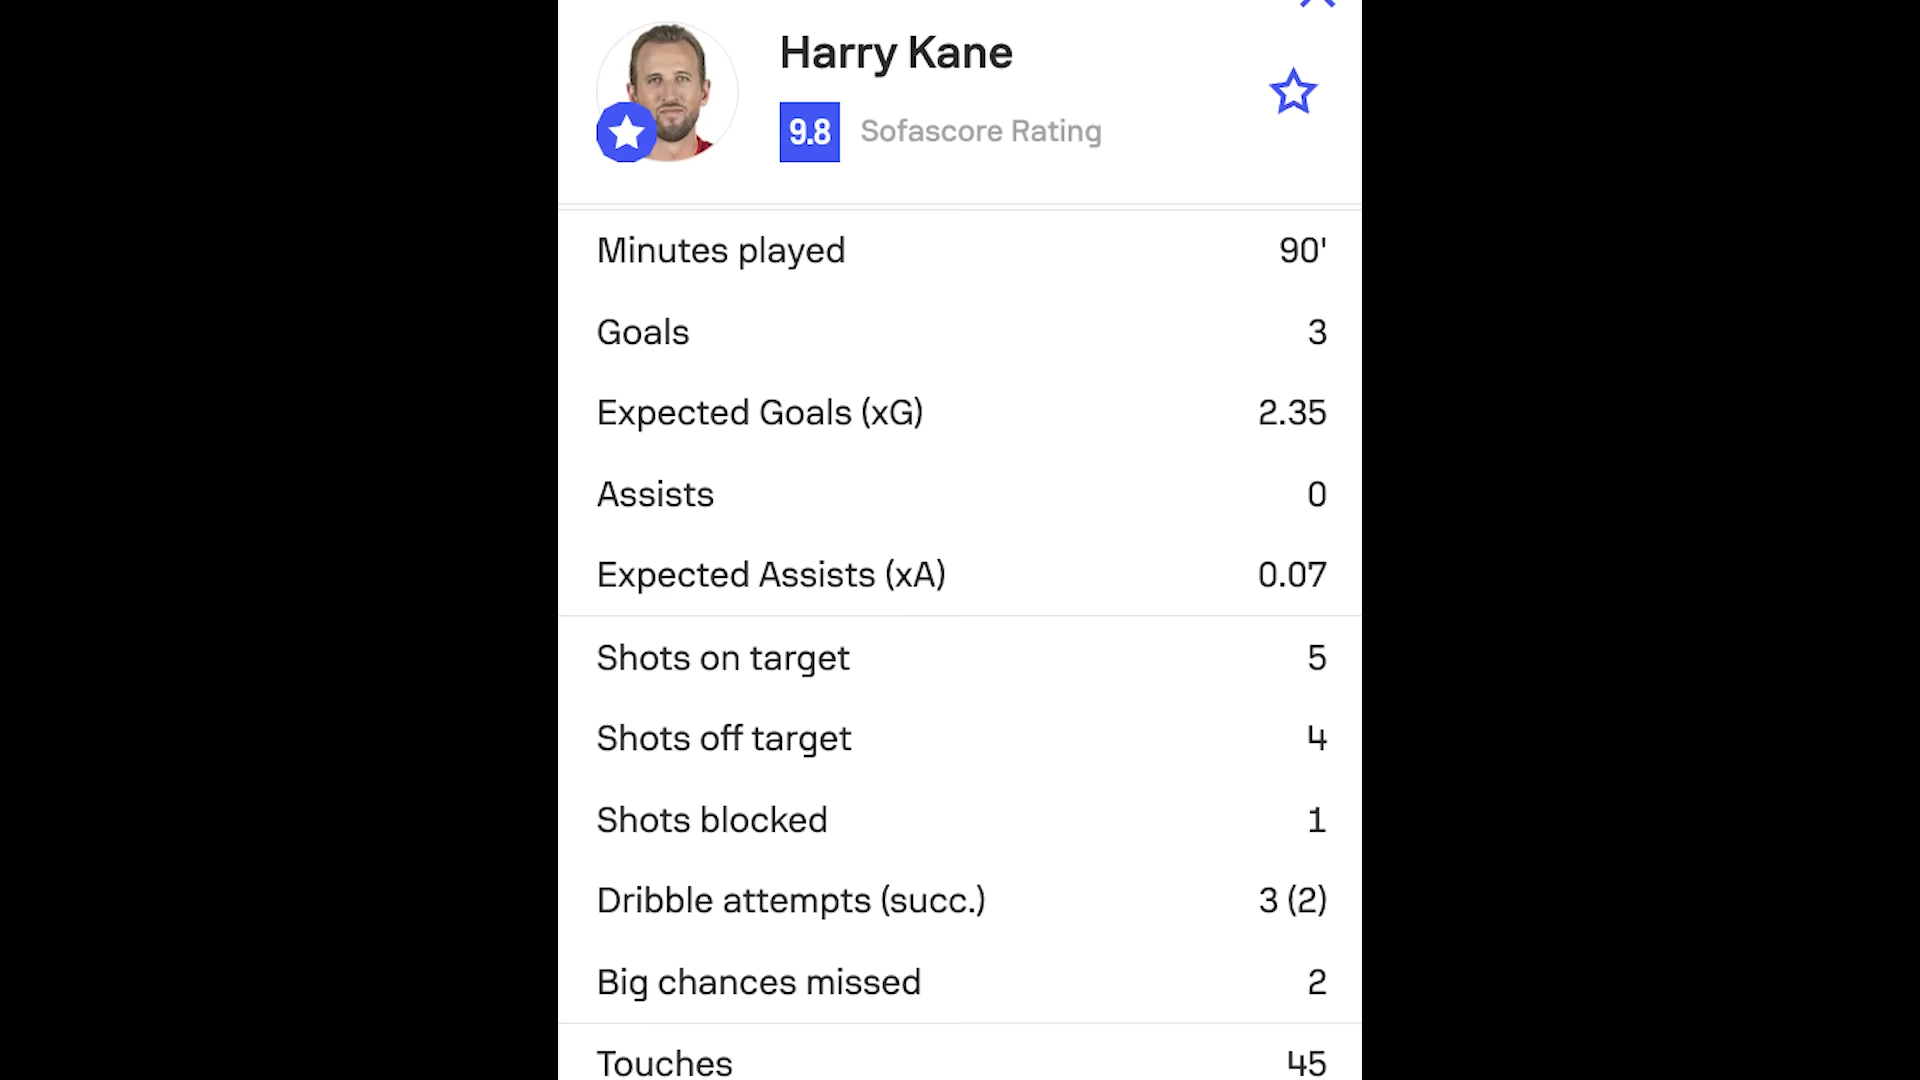 Harry Kane
9.8 Sofascore Rating
Minutes played 90'
Goals 3
Expected Goals (xG) 2.35
Assists 0
Expected Assists (xA) 0.07
Shots on target 5
Shots off target 4
Shots blocked 1
Dribble attempts (succ.) 3 (2)
Big chances missed 2
Touches 45